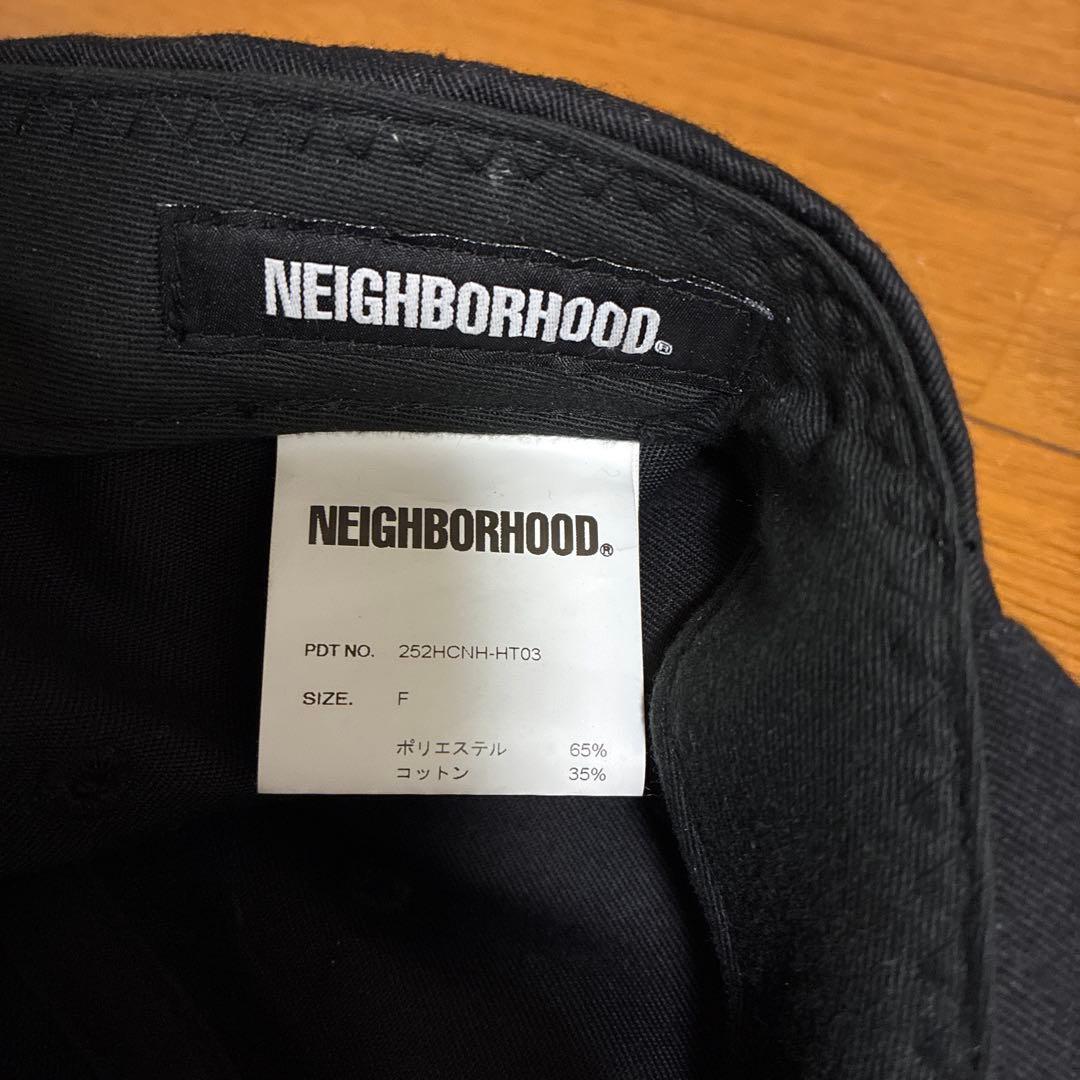 NEIGHBORHOOD®
NEIGHBORHOOD®
PDT NO. 252HCNH-HT03
SIZE. F
ポリエステル 65%
コットン 35%